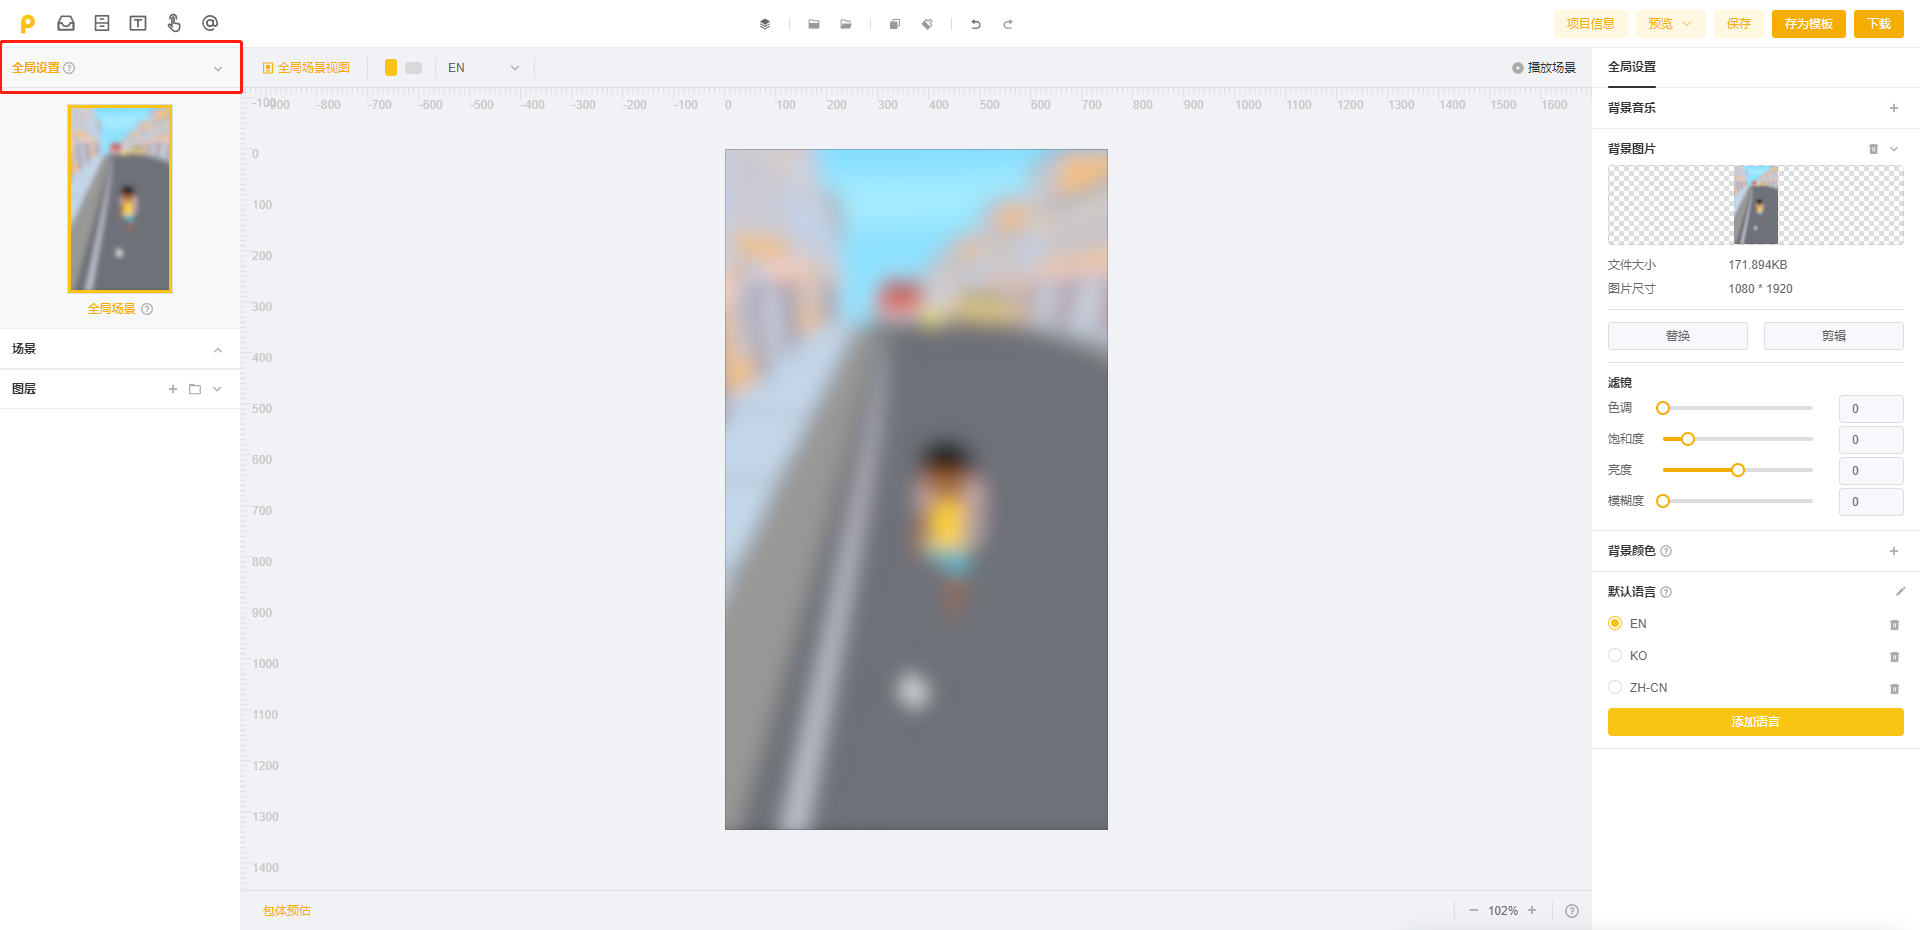 项目信息 预览 保存 存为模板 下载
全局设置
全局场景视图 EN 播放场景
全局设置
-100 -900 -800 -700 -600 -500 -400 -300 -200 -100 0 100 200 300 400 500 600 700 800 900 1000 1100 1200 1300 1400 1500 1600
0
100
200
300
400
500
600
700
800
900
1000
1100
1200
1300
1400
全局场景
场景
图层
背景音乐
背景图片
文件大小 171.894KB
图片尺寸 1080 * 1920
替换 剪辑
滤镜
色调 0
饱和度 0
亮度 0
模糊度 0
背景颜色
默认语言
EN
KO
ZH-CN
添加语言
包体预估 102%